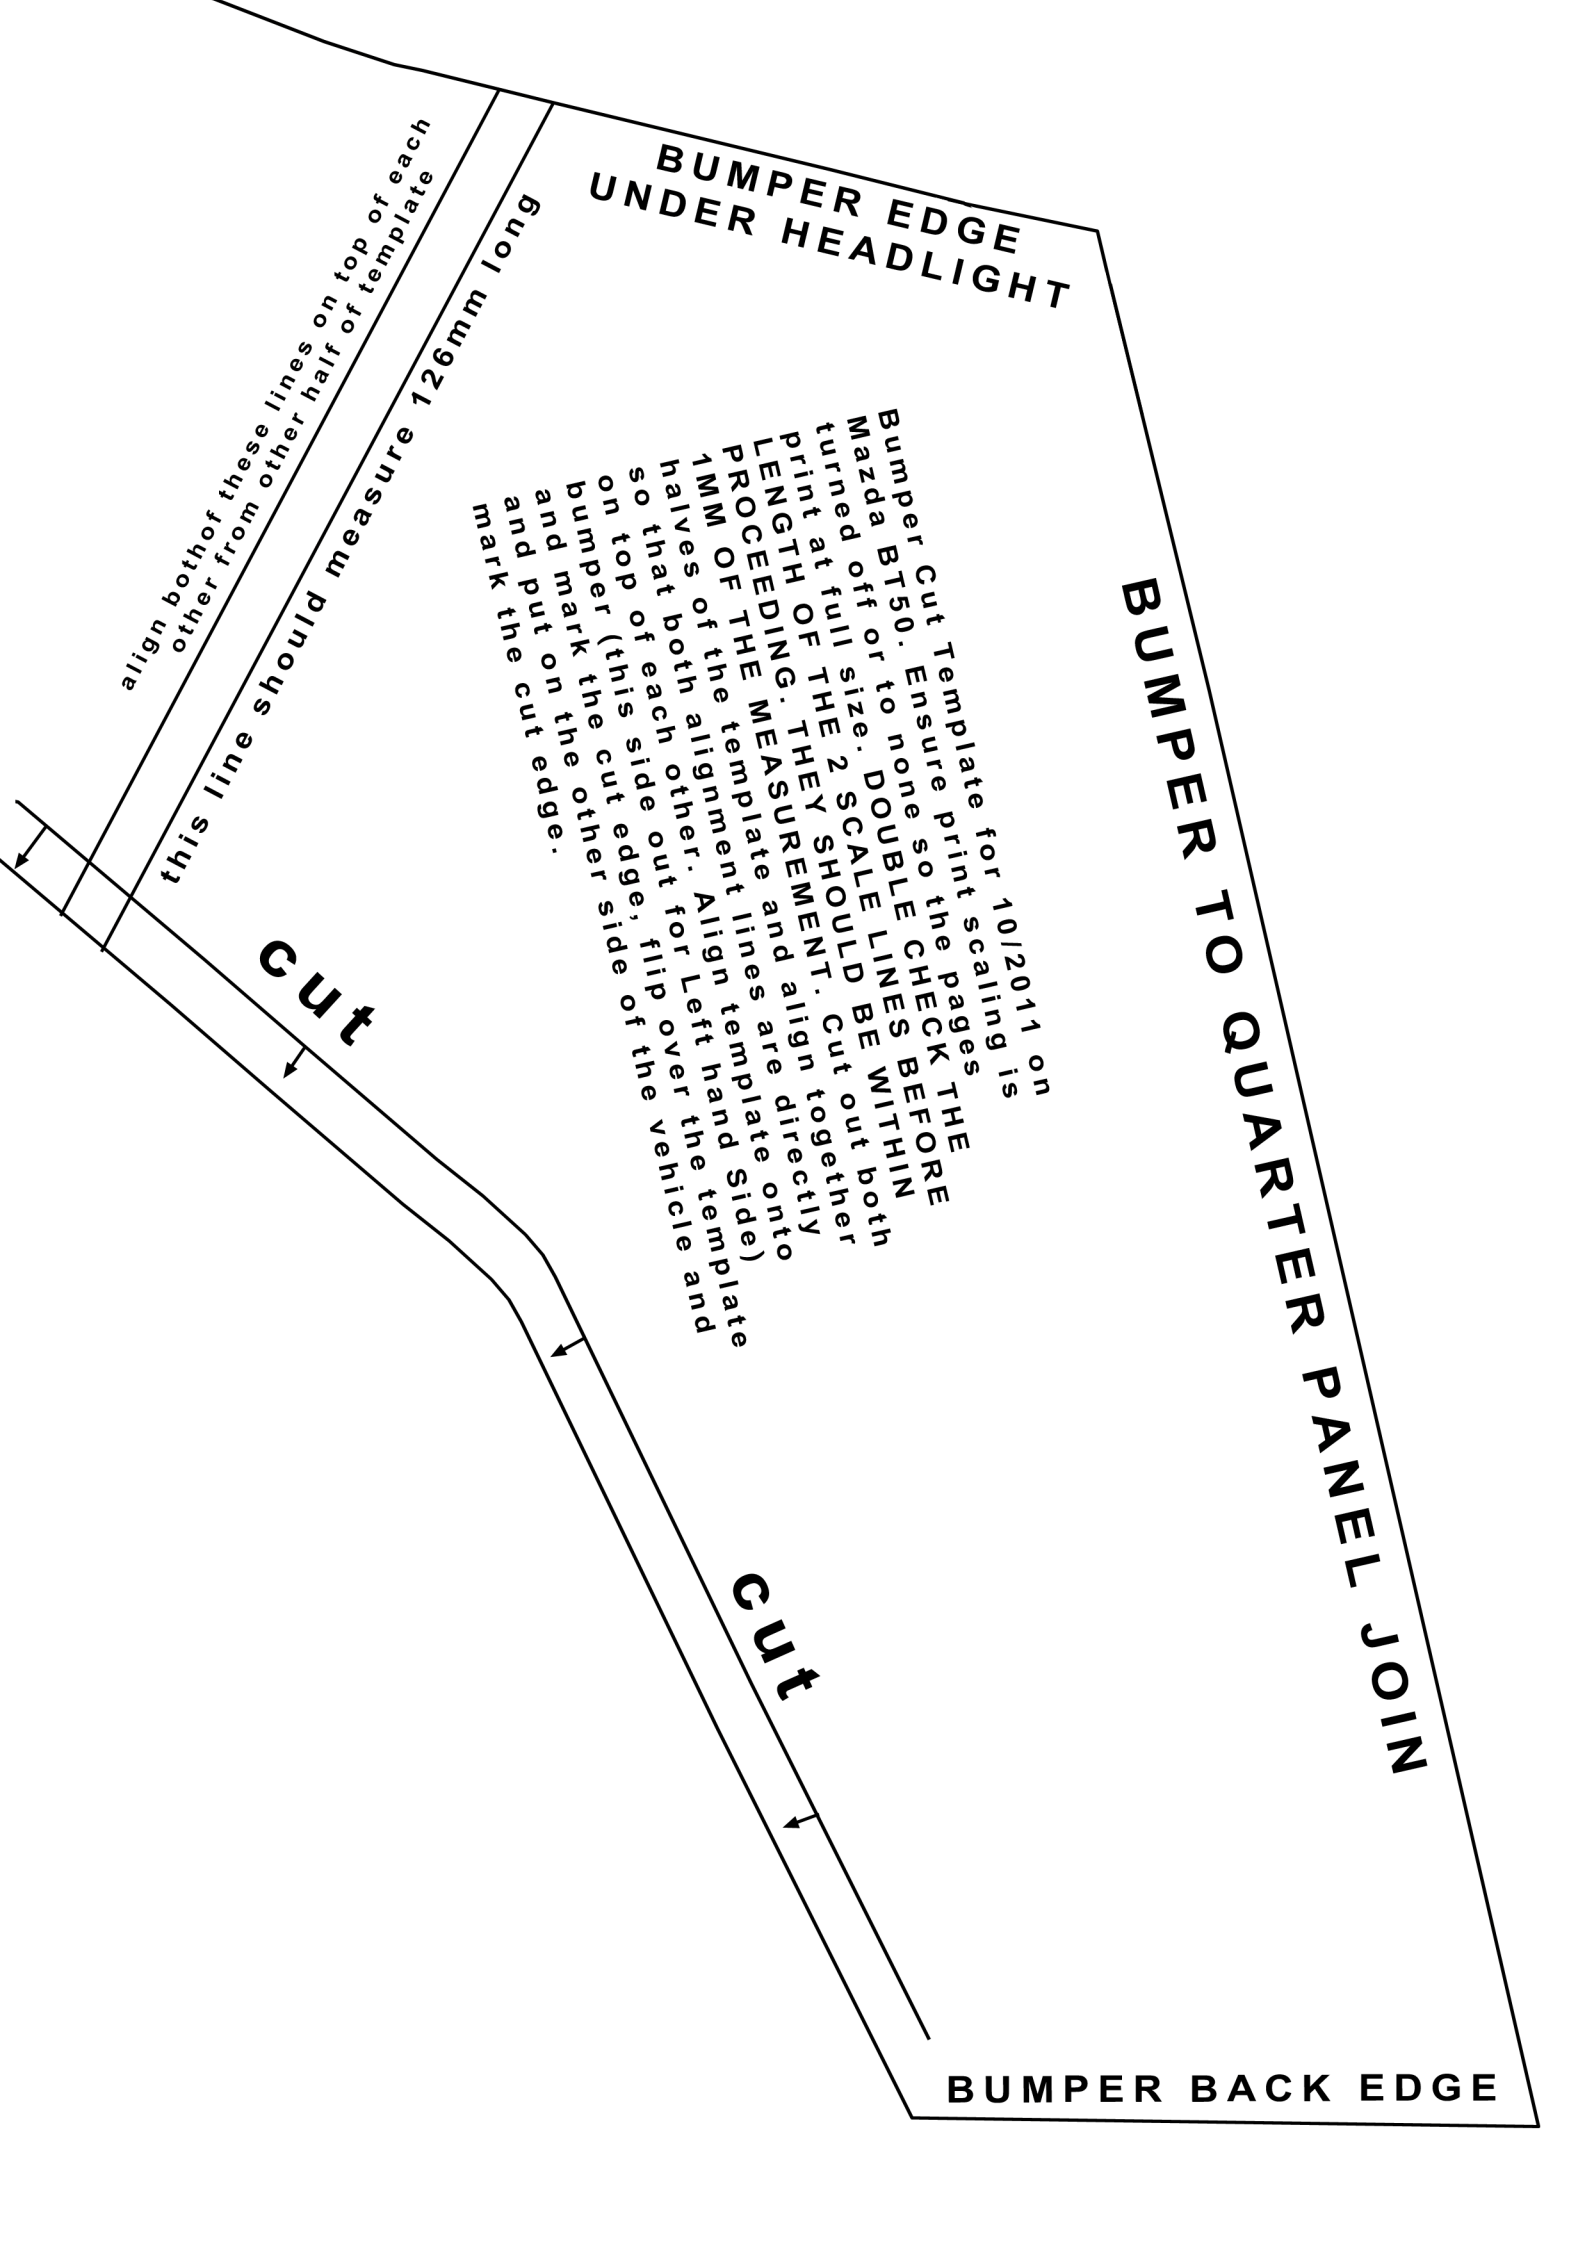 BUMPER EDGE
UNDER HEADLIGHT
align bothof these lines on top of each
other from other half of template
this line should measure 126mm long
Bumper Cut Template for 10/2011 on
Mazda BT50. Ensure print scaling is
turned off or to none so the pages
print at full size. DOUBLE CHECK THE
LENGTH OF THE 2 SCALE LINES BEFORE
PROCEEDING. THEY SHOULD BE WITHIN
1MM OF THE MEASUREMENT. Cut out both
halves of the template and align together
so that both alignment lines are directly
on top of each other. Align template onto
bumper (this side out for Left hand Side)
and mark the cut edge, flip over the template
and put on the other side of the vehicle and
mark the cut edge.
BUMPER TO QUARTER PANEL JOIN
cut
cut
BUMPER BACK EDGE